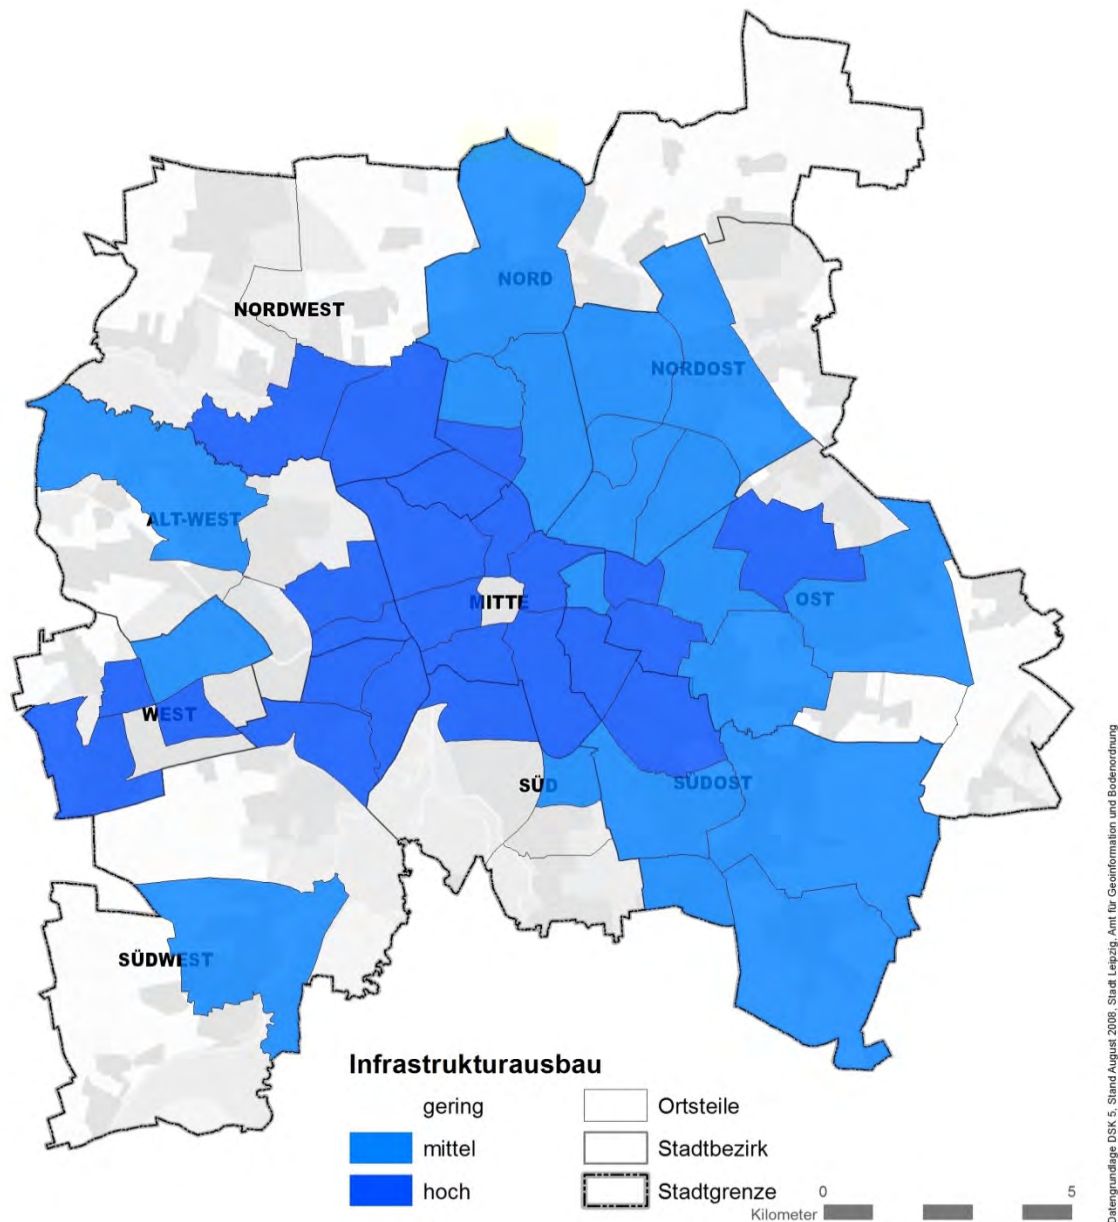 NORD
NORDWEST
NORDOST
ALT-WEST
MITTE
OST
WEST
SÜD
SÜDOST
SÜDWEST
Infrastrukturausbau
gering
mittel
hoch
Ortsteile
Stadtbezirk
Stadtgrenze
0 5
Kilometer
Datengrundlage DSK 5, Stand August 2008, Stadt Leipzig, Amt für Geoinformation und Bodenordnung